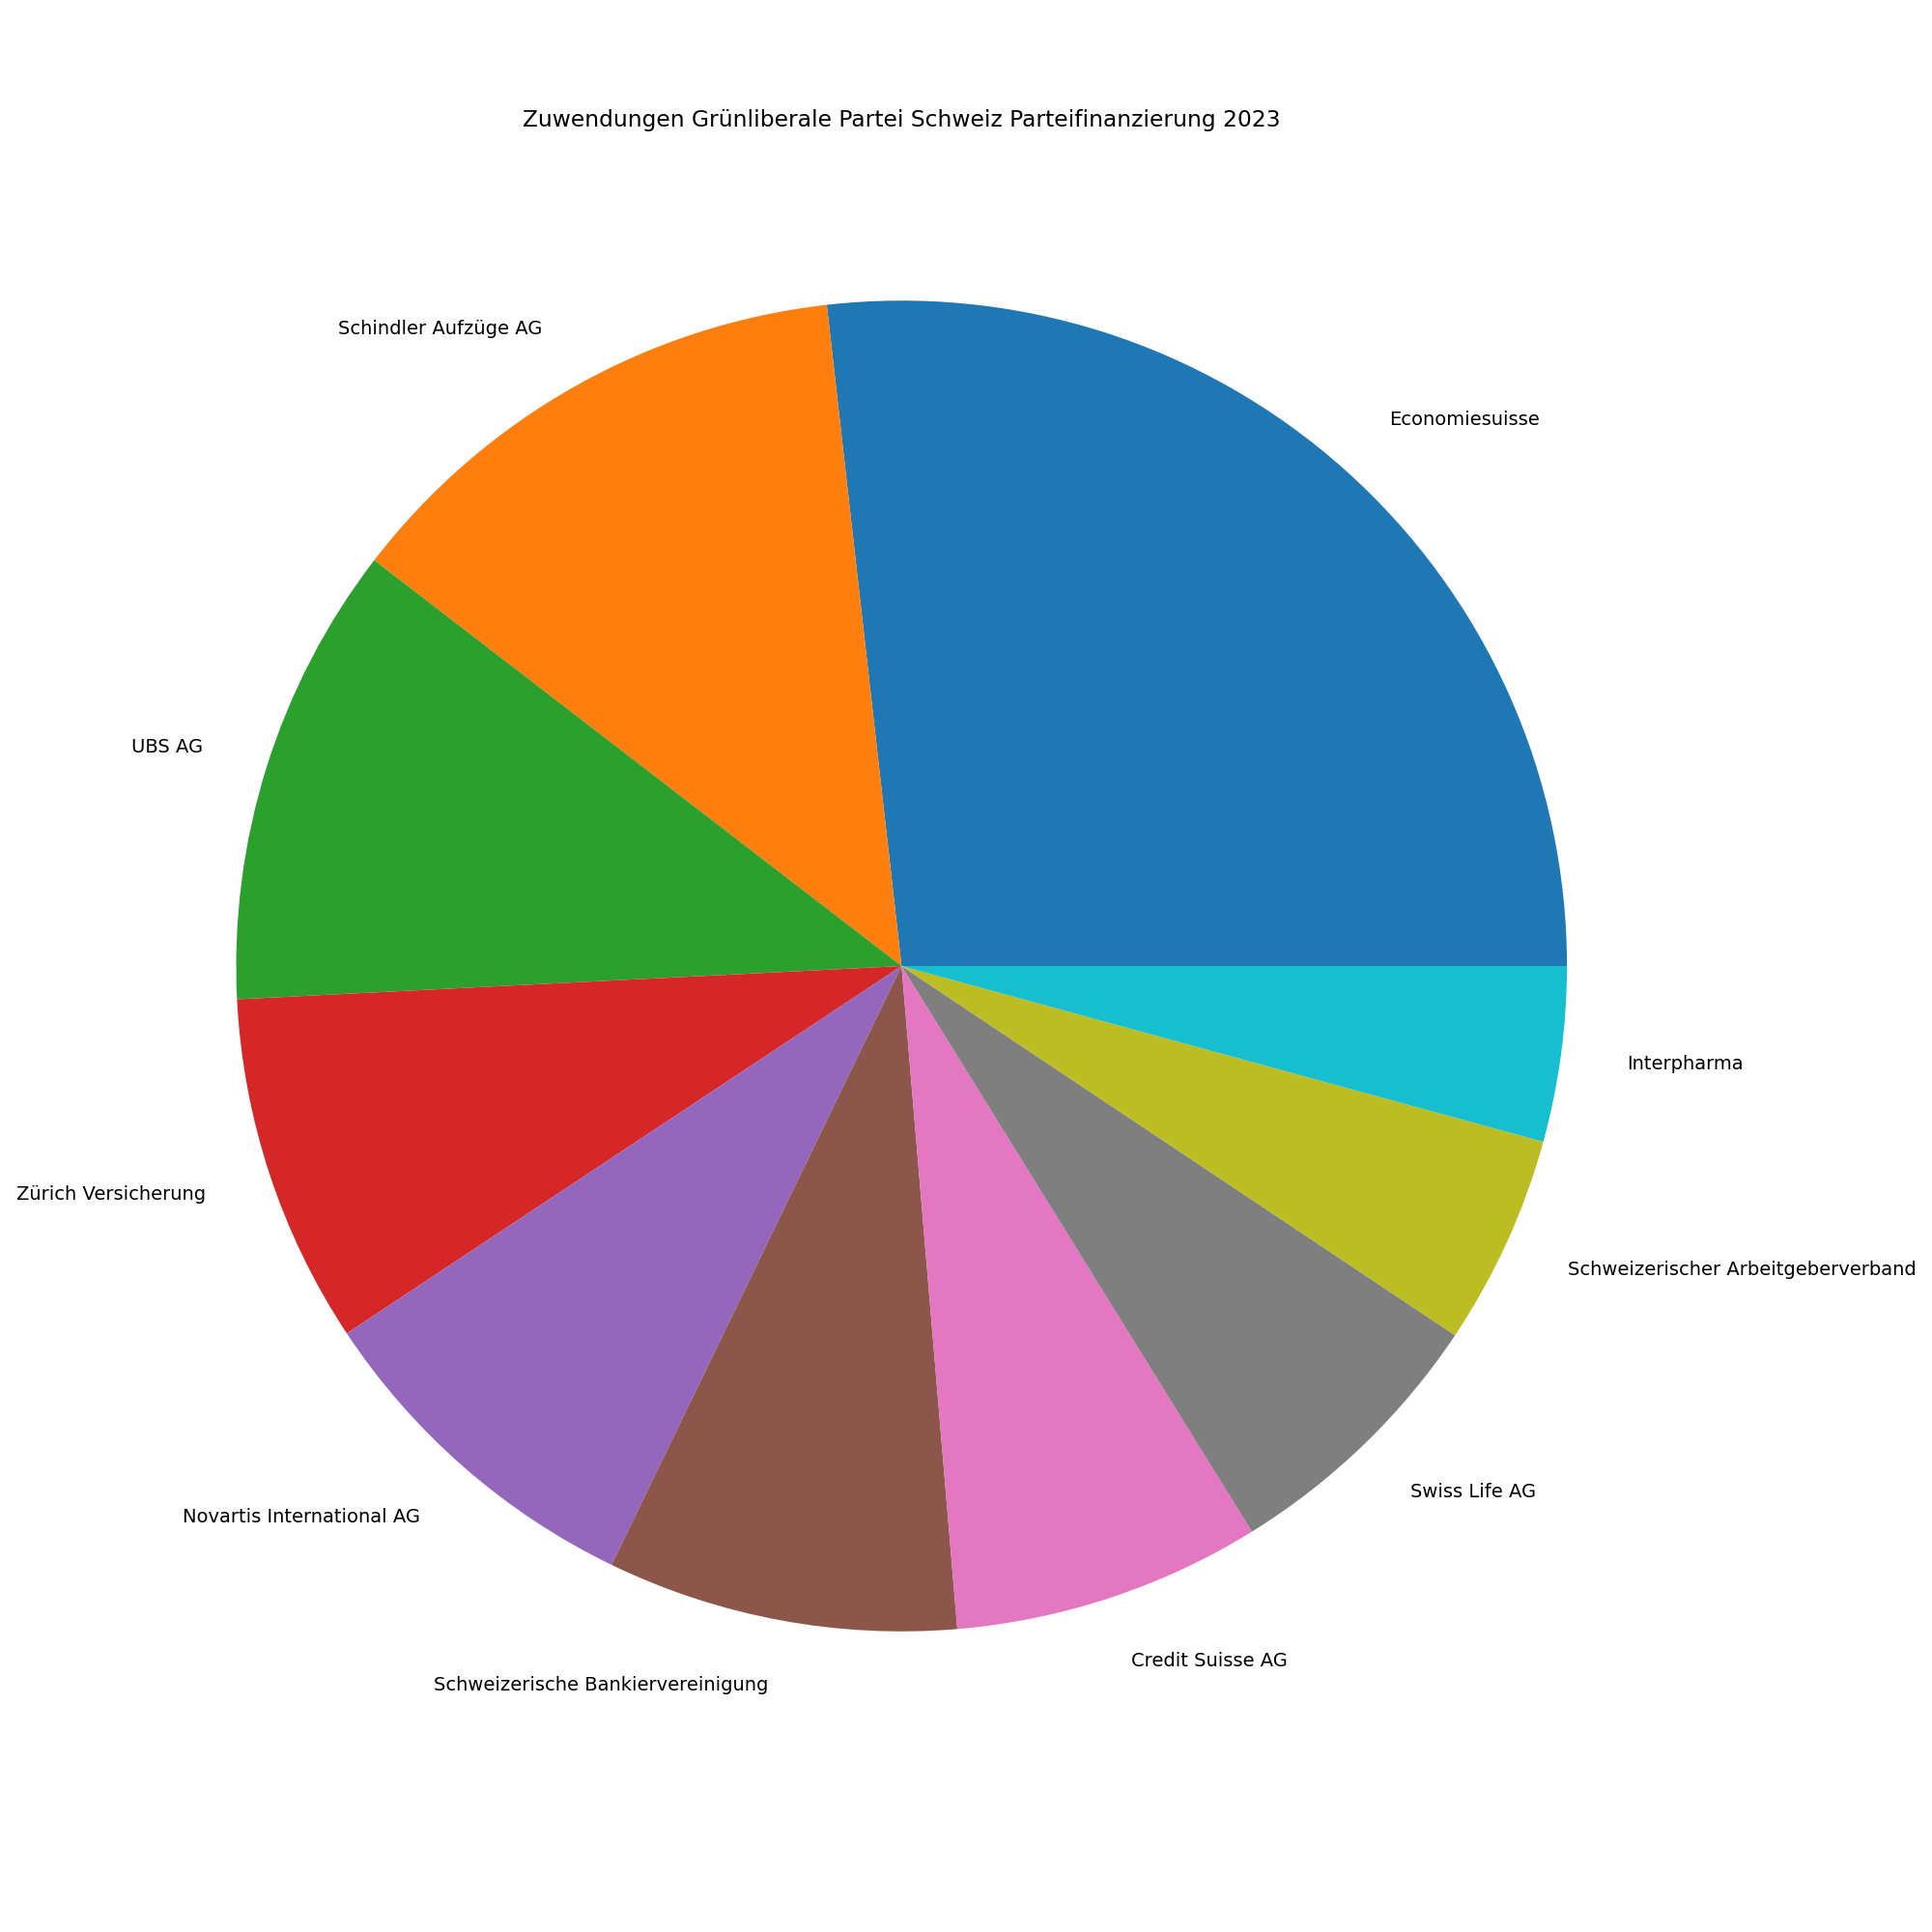 Zuwendungen Grünliberale Partei Schweiz Parteifinanzierung 2023
Schindler Aufzüge AG
Economiesuisse
UBS AG
Interpharma
Zürich Versicherung
Schweizerischer Arbeitgeberverband
Swiss Life AG
Novartis International AG
Credit Suisse AG
Schweizerische Bankiervereinigung